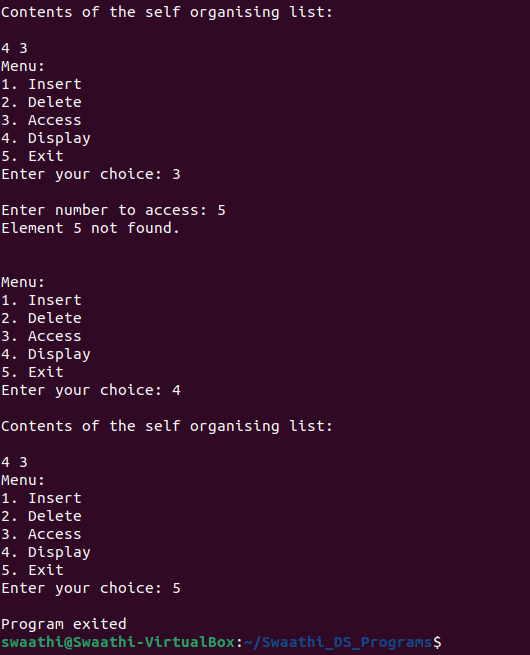 Contents of the self organising list:
4 3
Menu:
1. Insert
2. Delete
3. Access
4. Display
5. Exit
Enter your choice: 3
Enter number to access: 5
Element 5 not found.
Menu:
1. Insert
2. Delete
3. Access
4. Display
5. Exit
Enter your choice: 4
Contents of the self organising list:
4 3
Menu:
1. Insert
2. Delete
3. Access
4. Display
5. Exit
Enter your choice: 5
Program exited
swaathi@Swaathi-VirtualBox:~/Swaathi_DS_Programs$